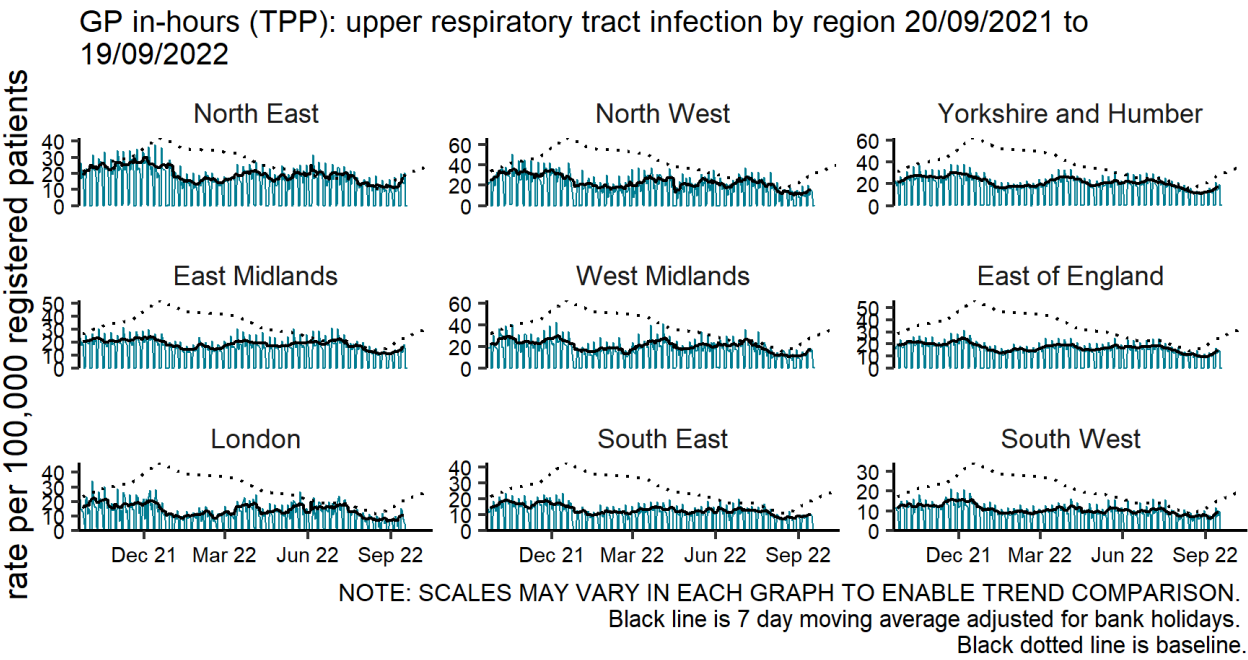 GP in-hours (TPP): upper respiratory tract infection by region 20/09/2021 to
19/09/2022
rate per 100,000 registered patients
North East
40
30
20
10
0
North West
60
40
20
0
Yorkshire and Humber
60
40
20
0
East Midlands
50
40
30
20
10
0
West Midlands
60
40
20
0
East of England
50
40
30
20
10
0
London
40
30
20
10
0
Dec 21 Mar 22 Jun 22 Sep 22
South East
40
30
20
10
0
Dec 21 Mar 22 Jun 22 Sep 22
South West
30
20
10
0
Dec 21 Mar 22 Jun 22 Sep 22
NOTE: SCALES MAY VARY IN EACH GRAPH TO ENABLE TREND COMPARISON.
Black line is 7 day moving average adjusted for bank holidays.
Black dotted line is baseline.